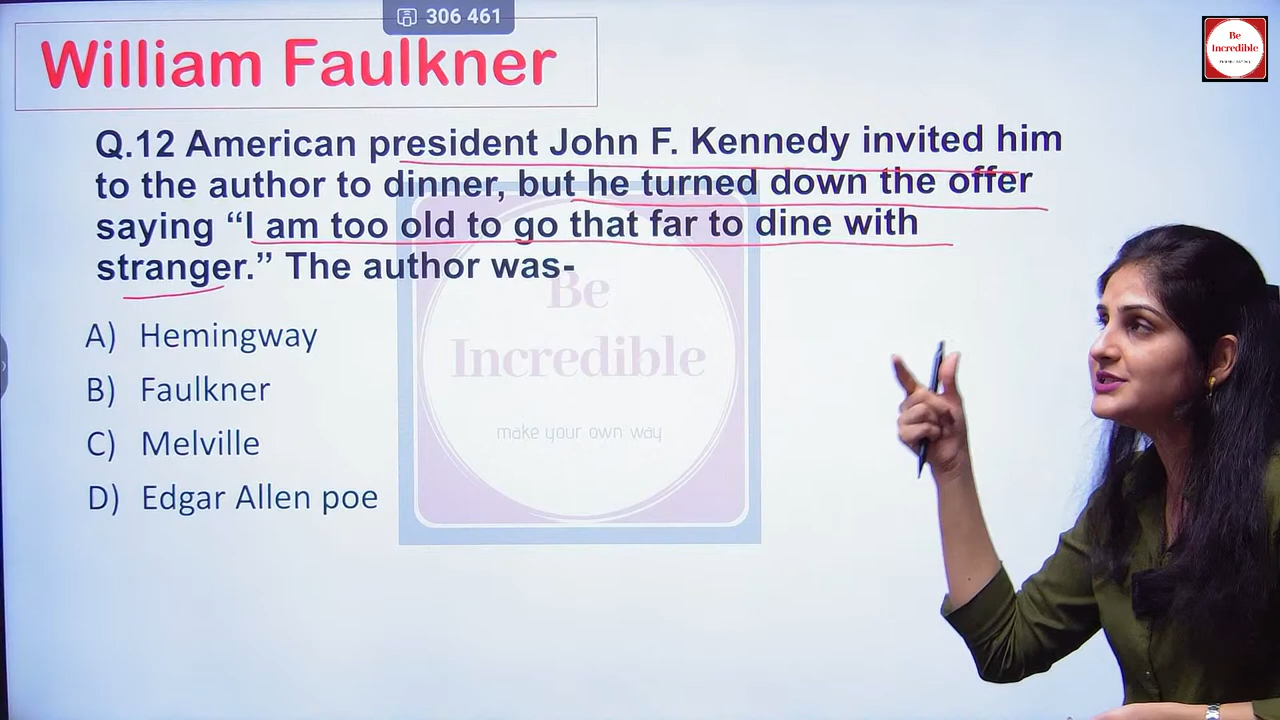 306 461
William Faulkner
Be
Incredible
Q.12 American president John F. Kennedy invited him
to the author to dinner, but he turned down the offer
saying “I am too old to go that far to dine with
stranger.” The author was-
Be
Incredible
make your own way
A) Hemingway
B) Faulkner
C) Melville
D) Edgar Allen poe